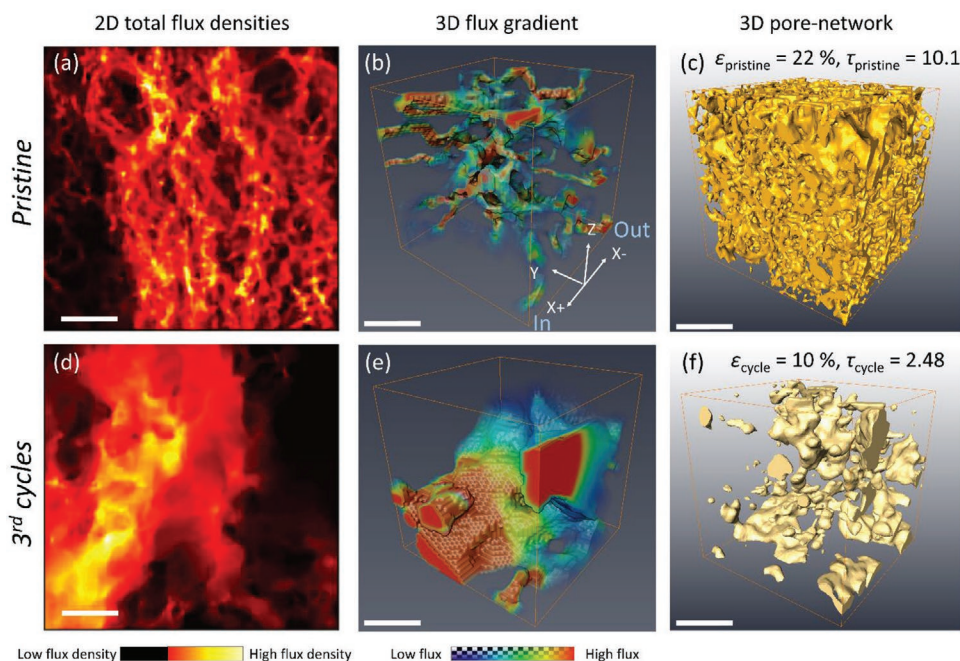 2D total flux densities
3D flux gradient
3D pore-network
Pristine
(a)
(b)
Out
Z
X-
Y
X+
In
(c)
εpristine = 22 %, τpristine = 10.1
3rd cycles
(d)
(e)
(f)
εcycle = 10 %, τcycle = 2.48
Low flux density
High flux density
Low flux
High flux